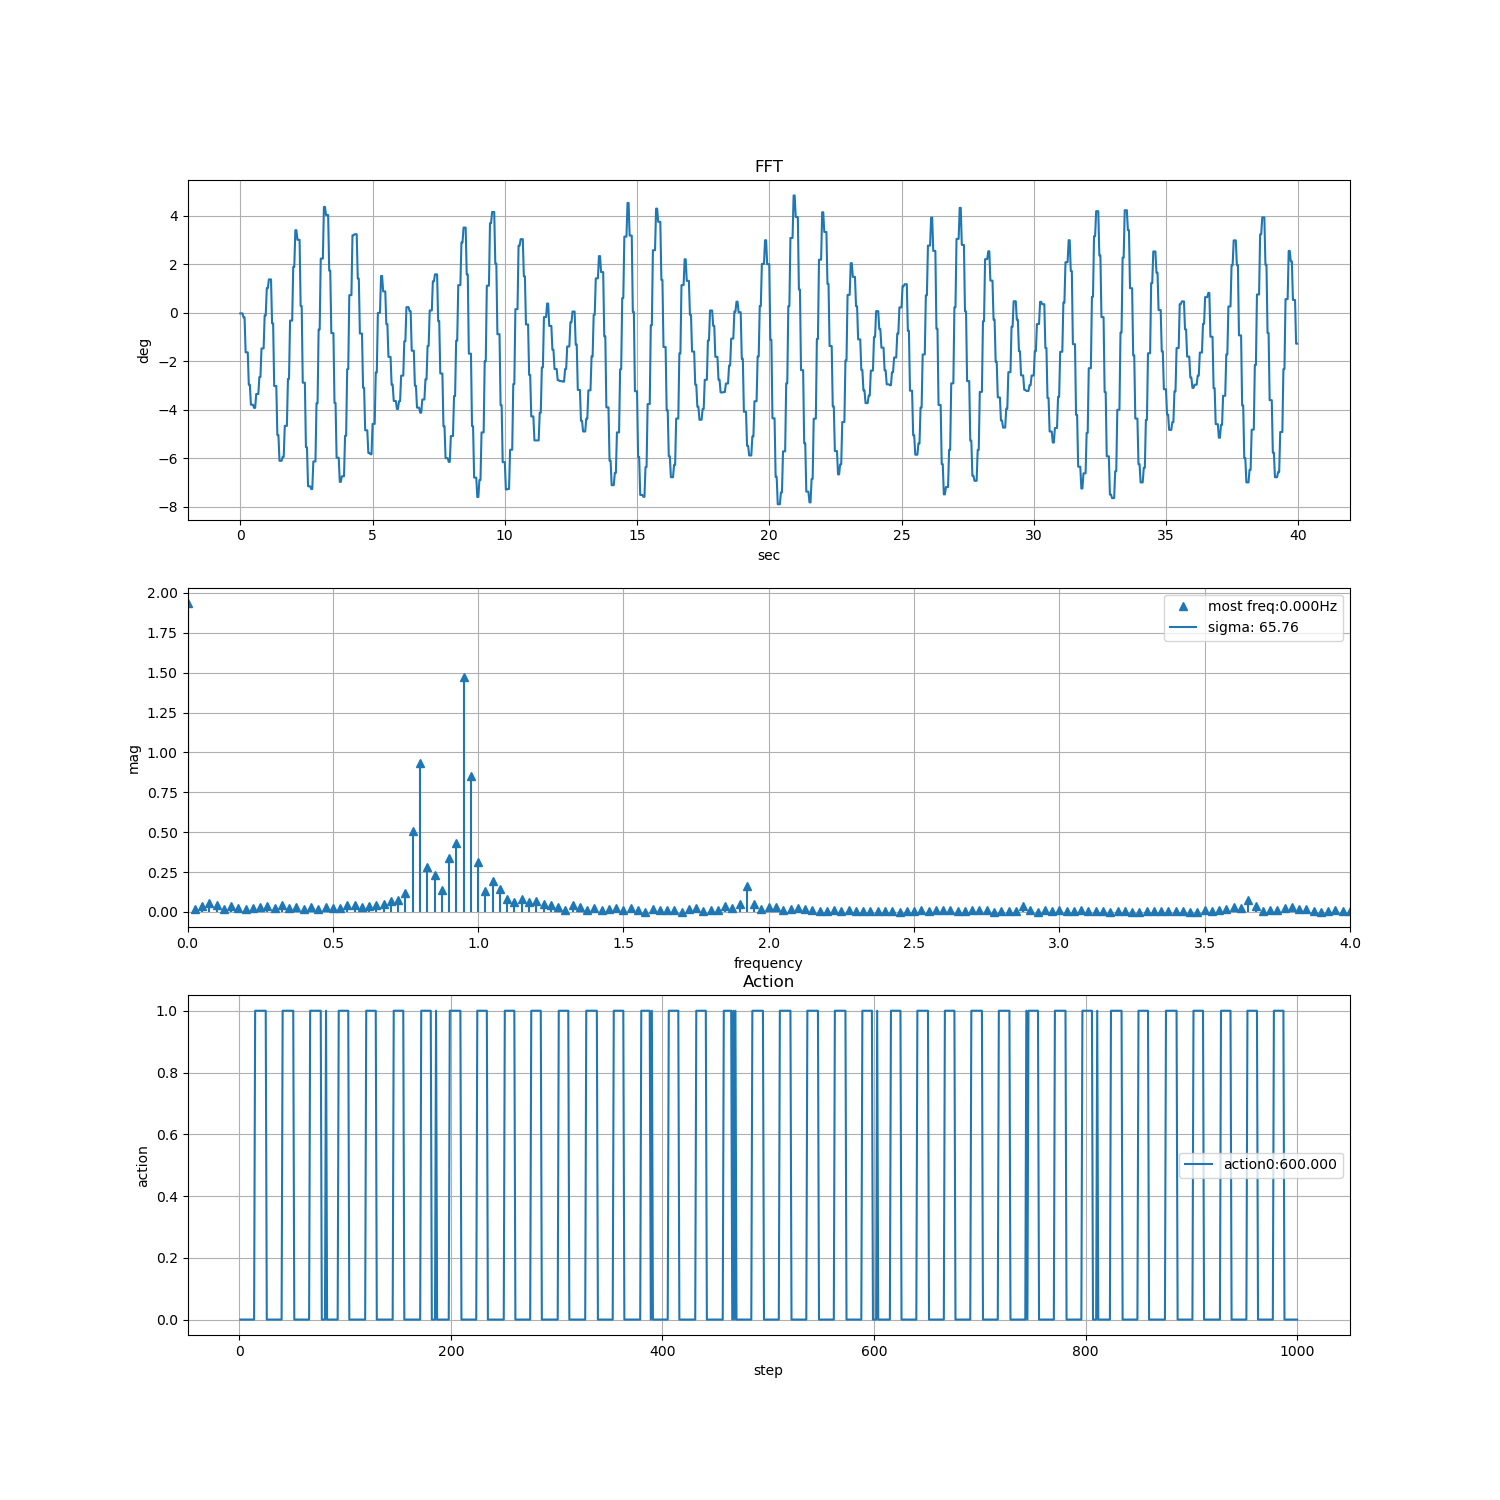 FFT
4
2
0
−2
−4
−6
−8
deg
0 5 10 15 20 25 30 35 40
sec
2.00
1.75
1.50
1.25
1.00
0.75
0.50
0.25
0.00
mag
most freq:0.000Hz
sigma: 65.76
0.0 0.5 1.0 1.5 2.0 2.5 3.0 3.5 4.0
frequency
Action
1.0
0.8
0.6
0.4
0.2
0.0
action
action0:600.000
0 200 400 600 800 1000
step